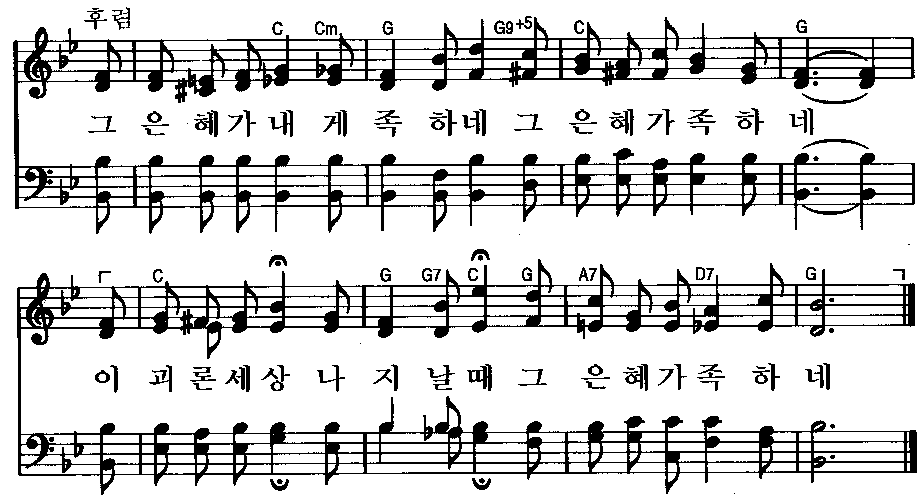 후렴
C Cm G G9+5 C G
그 은 혜 가 내 게 족 하 네 그 은 혜 가 족 하 네
C G G7 C G A7 D7 G
이 괴 론 세 상 나 지 날 때 그 은 혜 가 족 하 네